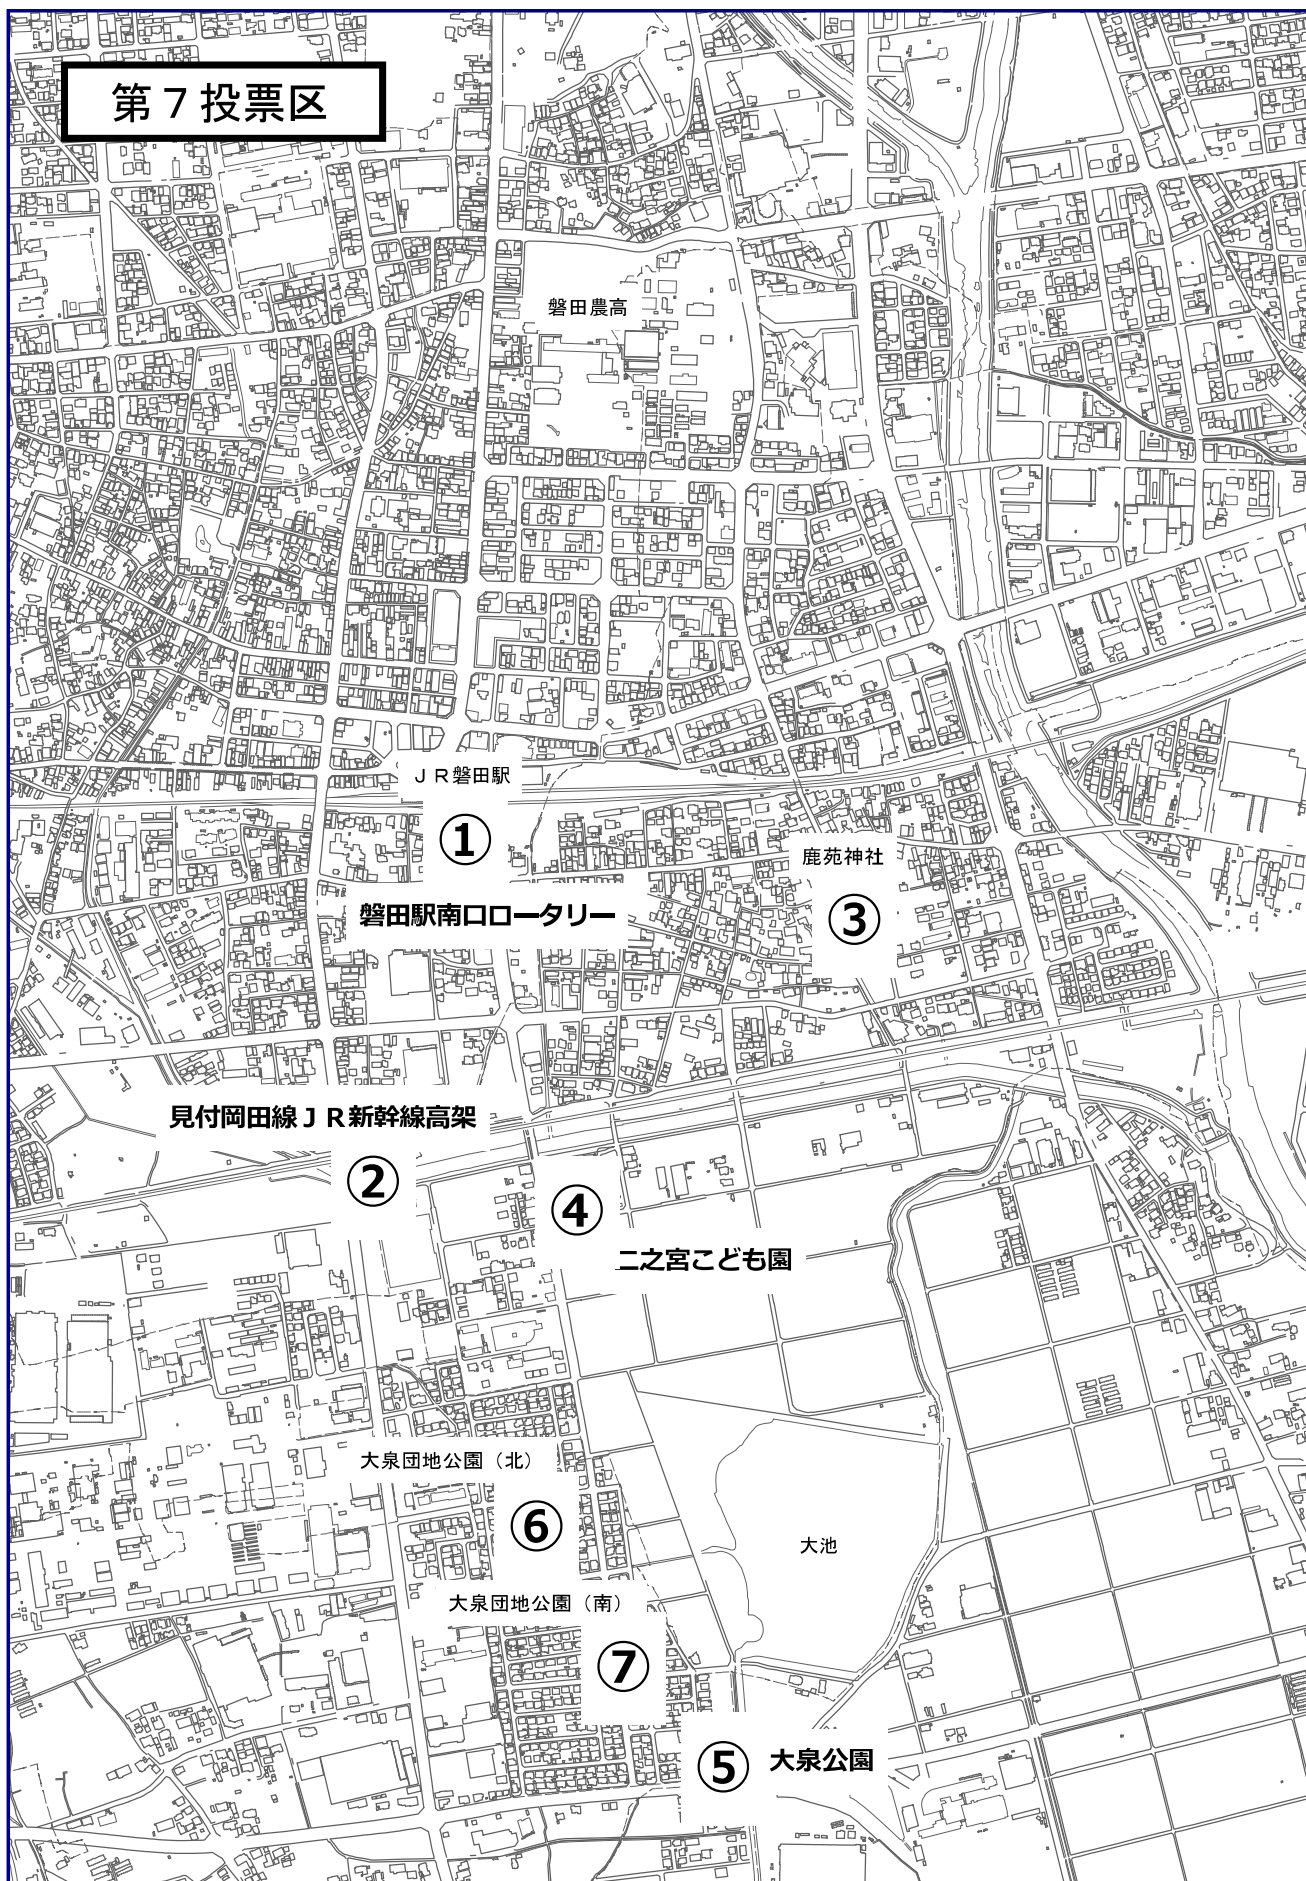 第７投票区
磐田農高
ＪＲ磐田駅
①
鹿苑神社
磐田駅南口ロータリー
③
見付岡田線ＪＲ新幹線高架
②
④
二之宮こども園
大泉団地公園（北）
⑥
大池
大泉団地公園（南）
⑦
⑤ 大泉公園